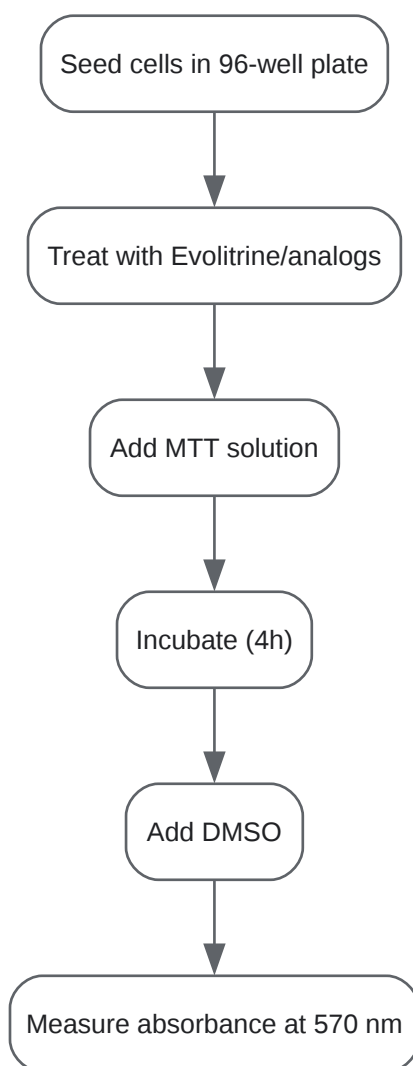 Seed cells in 96-well plate
Treat with Evolitrine/analogs
Add MTT solution
Incubate (4h)
Add DMSO
Measure absorbance at 570 nm